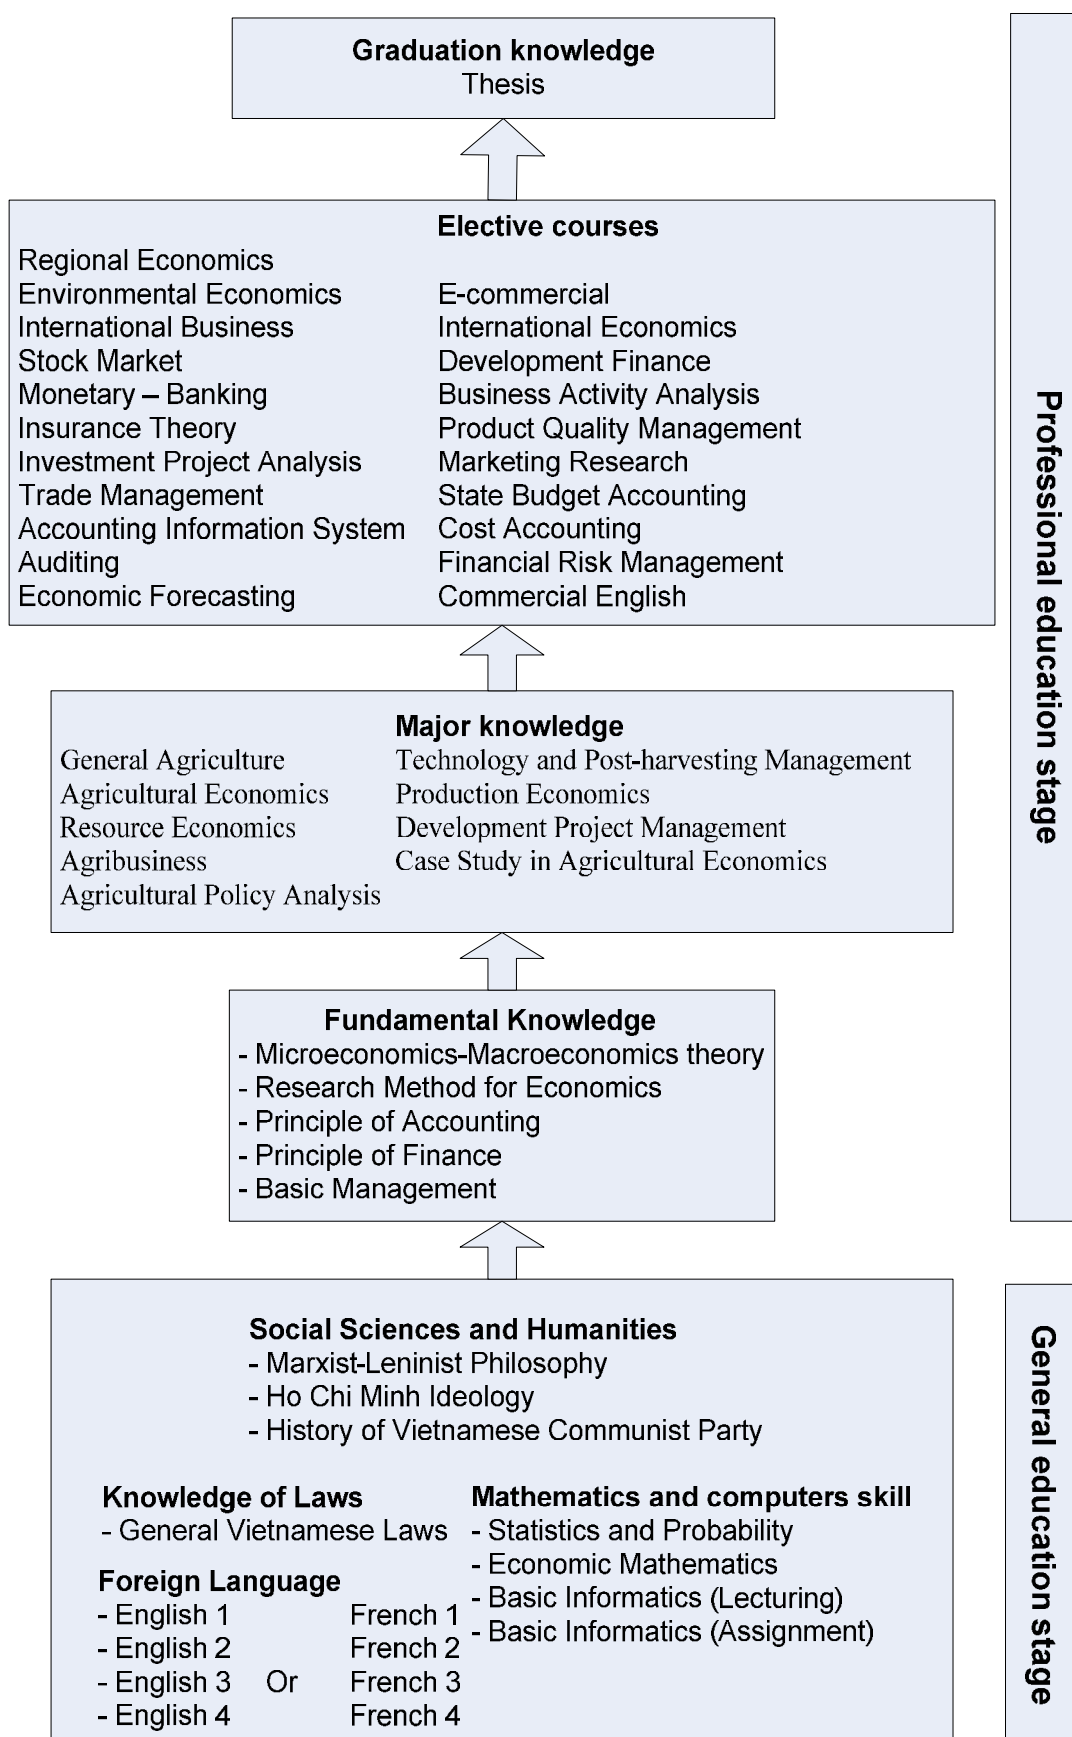 Graduation knowledge
Thesis
Elective courses
Regional Economics
Environmental Economics
International Business
Stock Market
Monetary – Banking
Insurance Theory
Investment Project Analysis
Trade Management
Accounting Information System
Auditing
Economic Forecasting
E-commercial
International Economics
Development Finance
Business Activity Analysis
Product Quality Management
Marketing Research
State Budget Accounting
Cost Accounting
Financial Risk Management
Commercial English
Major knowledge
General Agriculture
Agricultural Economics
Resource Economics
Agribusiness
Agricultural Policy Analysis
Technology and Post-harvesting Management
Production Economics
Development Project Management
Case Study in Agricultural Economics
Fundamental Knowledge
- Microeconomics-Macroeconomics theory
- Research Method for Economics
- Principle of Accounting
- Principle of Finance
- Basic Management
Professional education stage
Social Sciences and Humanities
- Marxist-Leninist Philosophy
- Ho Chi Minh Ideology
- History of Vietnamese Communist Party
Knowledge of Laws
- General Vietnamese Laws
Foreign Language
- English 1 French 1
- English 2 French 2
- English 3 Or French 3
- English 4 French 4
Mathematics and computers skill
- Statistics and Probability
- Economic Mathematics
- Basic Informatics (Lecturing)
- Basic Informatics (Assignment)
General education stage